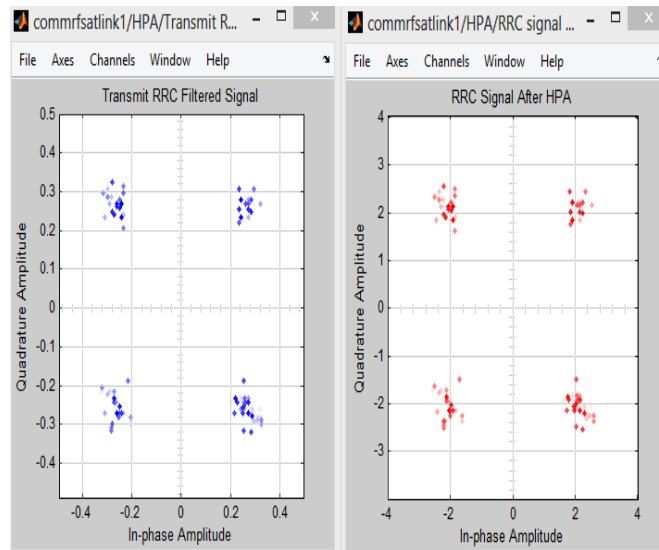 commrfsatlink1/HPA/Transmit R...
File Axes Channels Window Help
Transmit RRC Filtered Signal
0.5
0.4
0.3
0.2
0.1
0
-0.1
-0.2
-0.3
-0.4
Quadrature Amplitude
-0.4 -0.2 0 0.2 0.4
In-phase Amplitude
commrfsatlink1/HPA/RRC signal ...
File Axes Channels Window Help
RRC Signal After HPA
4
3
2
1
0
-1
-2
-3
Quadrature Amplitude
-4 -2 0 2 4
In-phase Amplitude